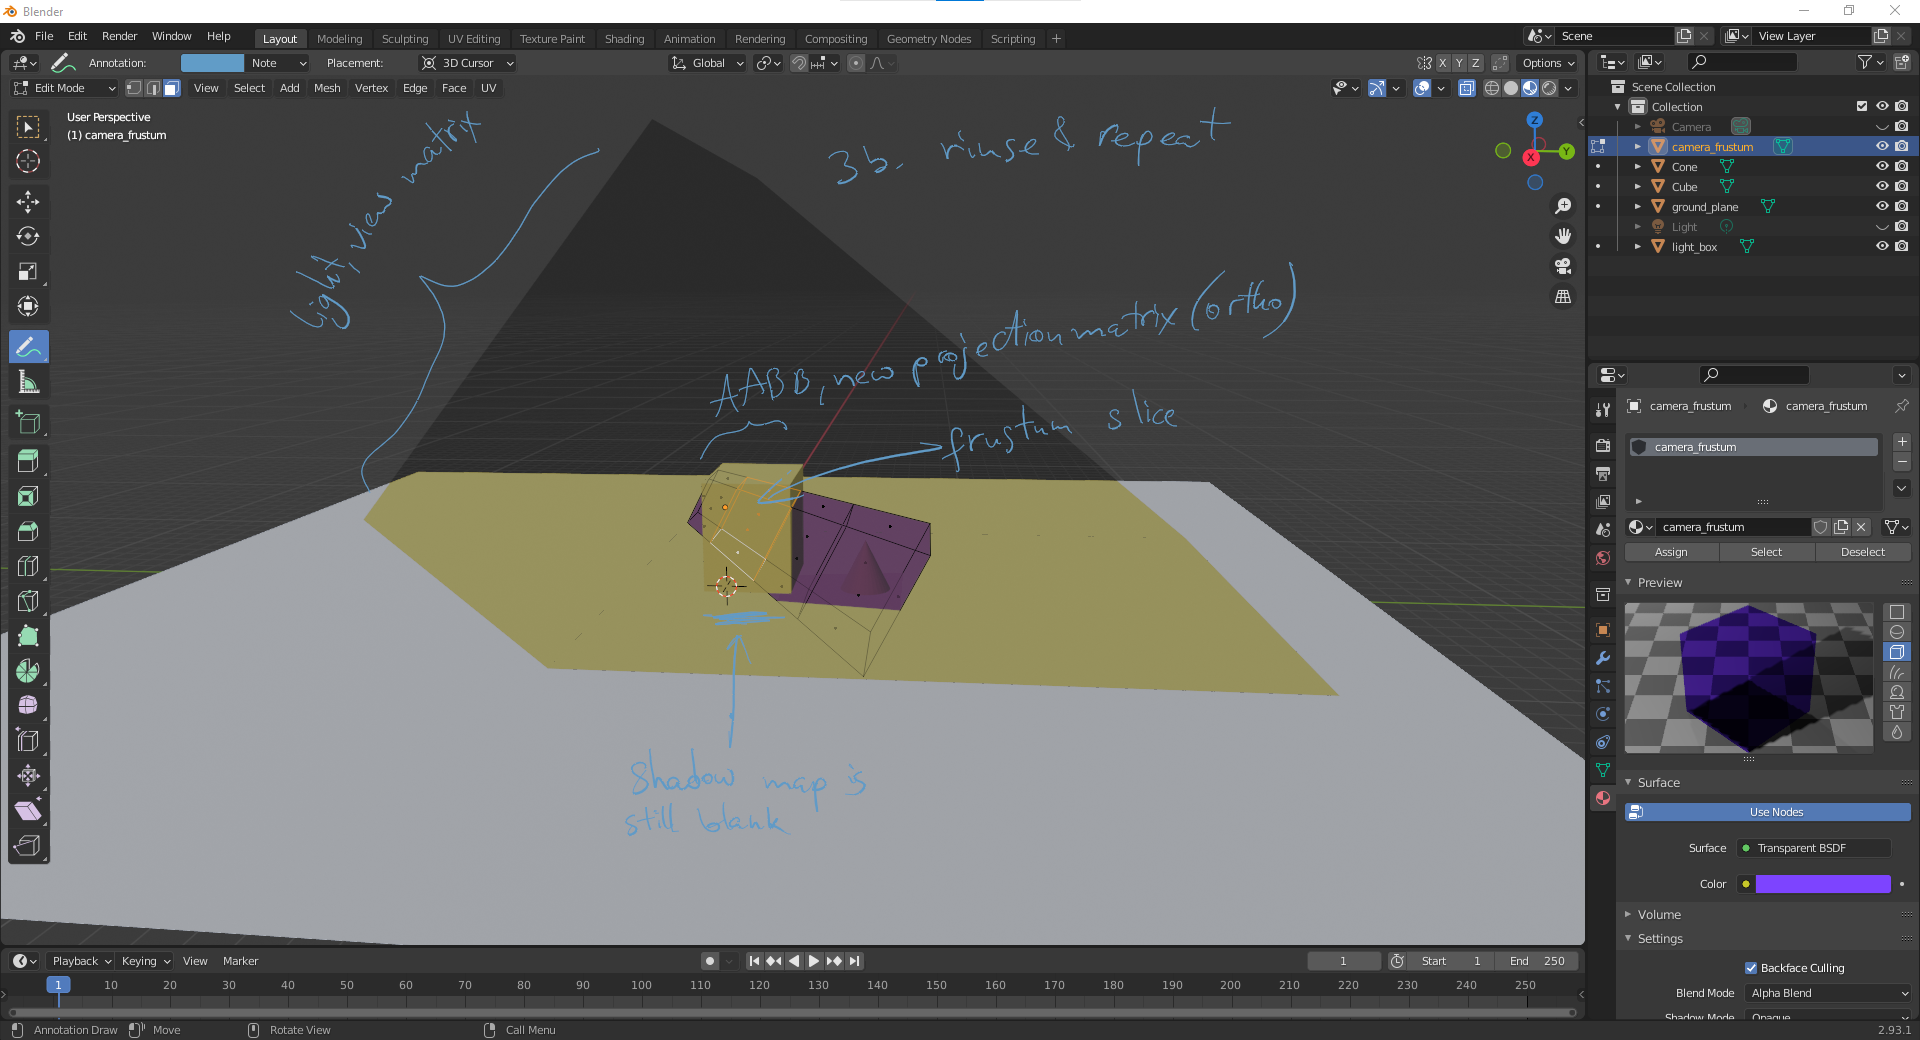 Blender
File Edit Render Window Help Layout Modeling Sculpting UV Editing Texture Paint Shading Animation Rendering Compositing Geometry Nodes Scripting + Scene View Layer
Annotation: Note Placement: 3D Cursor Global X Y Z Options
Edit Mode View Select Add Mesh Vertex Edge Face UV
User Perspective
(1) camera_frustum
Z
Y
X
light, view matrix
3b. rinse & repeat
AABB, new projection matrix (ortho)
frustum slice
Shadow map is
still blank
Scene Collection
Collection
Camera
camera_frustum
Cone
Cube
ground_plane
Light
light_box
camera_frustum camera_frustum
camera_frustum
camera_frustum
Assign Select Deselect
Preview
Surface
Use Nodes
Surface Transparent BSDF
Color
Volume
Settings
Backface Culling
Blend Mode Alpha Blend
Shadow Mode Opaque
Playback Keying View Marker 1 Start 1 End 250
1 10 20 30 40 50 60 70 80 90 100 110 120 130 140 150 160 170 180 190 200 210 220 230 240 250
Annotation Draw Move Rotate View Call Menu 2.93.1